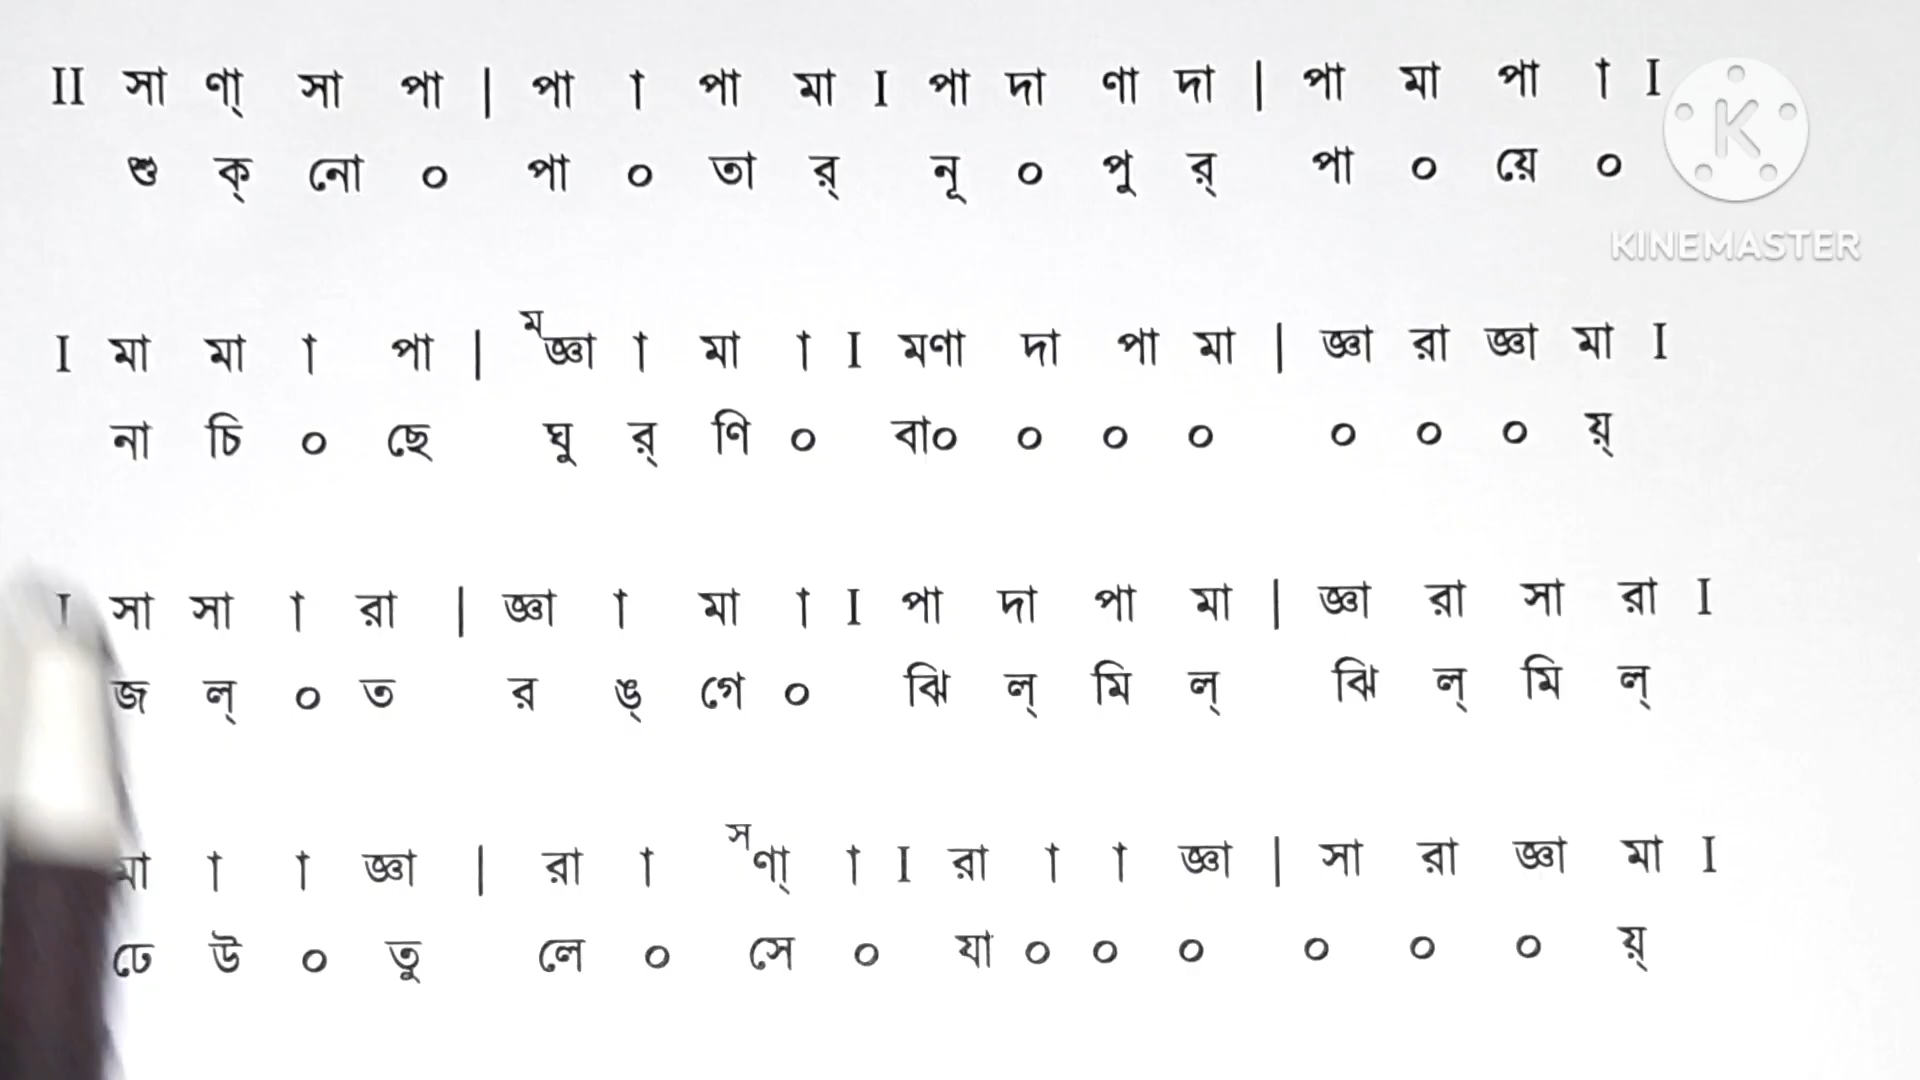 II সা ণা্ সা পা | পা া পা মা I পা দা ণা দা | পা মা পা া I
শু ক্ নো ০ পা ০ তা র্ নূ ০ পু র্ পা ০ য়ে ০
KINEMASTER
I মা মা া পা | মজ্ঞা া মা া I মণা দা পা মা | জ্ঞা রা জ্ঞা মা I
না চি ০ ছে ঘু র্ ণি ০ বা০ ০ ০ ০ ০ ০ ০ য়্
I সা সা া রা | জ্ঞা া মা া I পা দা পা মা | জ্ঞা রা সা রা I
জ ল্ ০ ত র ঙ্ গে ০ ঝি ল্ মি ল্ ঝি ল্ মি ল্
মা া া জ্ঞা | রা া সণা্ া I রা া া জ্ঞা | সা রা জ্ঞা মা I
ঢে উ ০ তু লে ০ সে ০ যা ০ ০ ০ ০ ০ ০ য়্